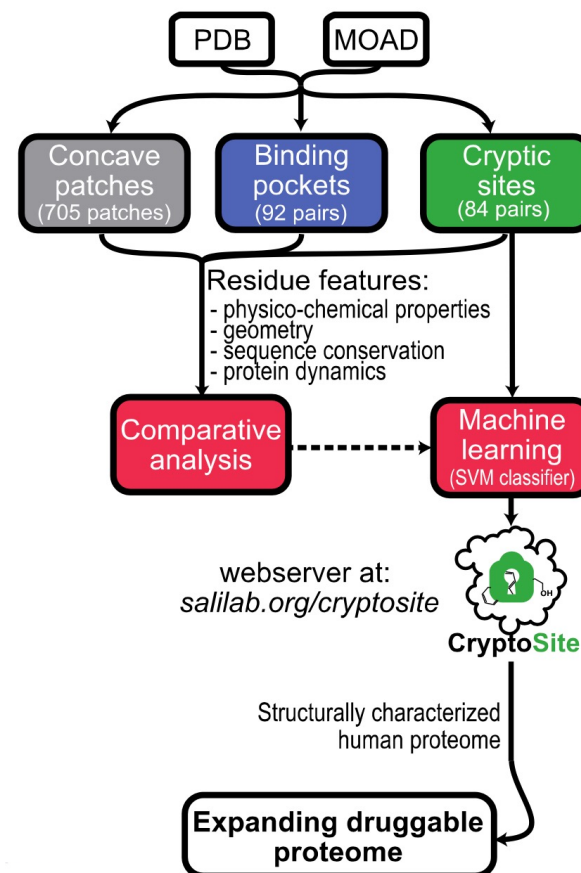 PDB
MOAD
Concave
patches
(705 patches)
Binding
pockets
(92 pairs)
Cryptic
sites
(84 pairs)
Residue features:
- physico-chemical properties
- geometry
- sequence conservation
- protein dynamics
Comparative
analysis
Machine
learning
(SVM classifier)
webserver at:
salilab.org/cryptosite
OH
CryptoSite
Structurally characterized
human proteome
Expanding druggable
proteome